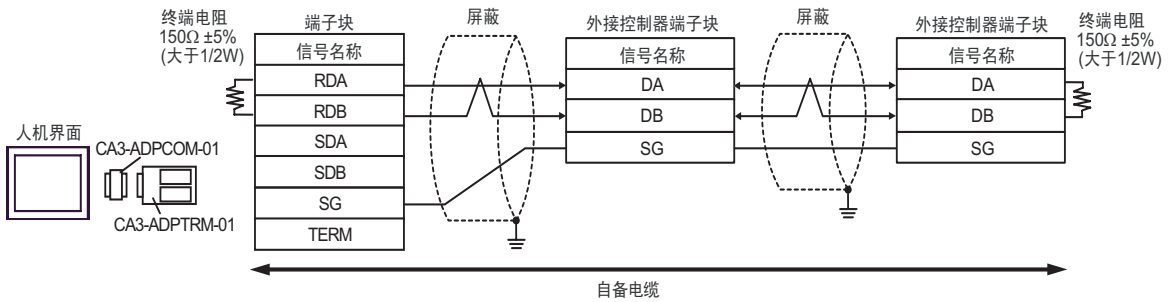 终端电阻
150Ω ±5%
(大于1/2W)
端子块
信号名称
RDA
RDB
SDA
SDB
SG
TERM
屏蔽
外接控制器端子块
信号名称
DA
DB
SG
屏蔽
外接控制器端子块
信号名称
DA
DB
SG
终端电阻
150Ω ±5%
(大于1/2W)
人机界面
CA3-ADPCOM-01
CA3-ADPTRM-01
自备电缆